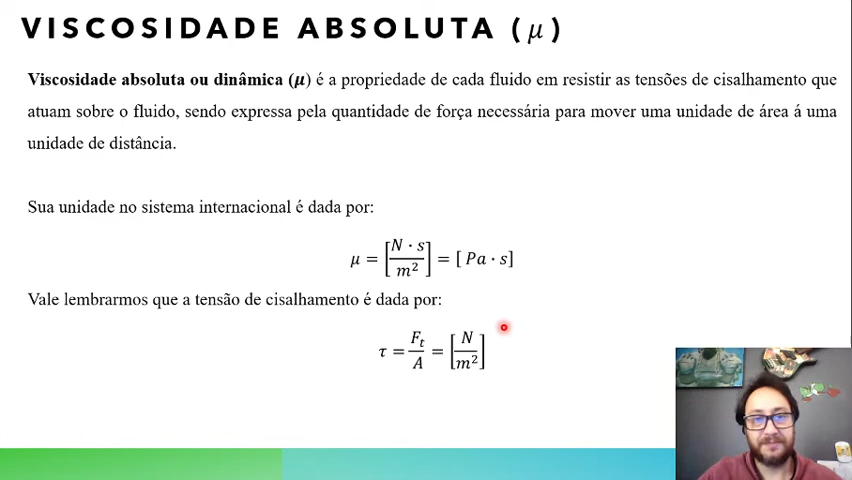 VISCOSIDADE ABSOLUTA (μ)
Viscosidade absoluta ou dinâmica (μ) é a propriedade de cada fluido em resistir as tensões de cisalhamento que
atuam sobre o fluido, sendo expressa pela quantidade de força necessária para mover uma unidade de área á uma
unidade de distância.
Sua unidade no sistema internacional é dada por:
μ = [N · s / m²] = [ Pa · s]
Vale lembrarmos que a tensão de cisalhamento é dada por:
τ = F_t / A = [N / m²]